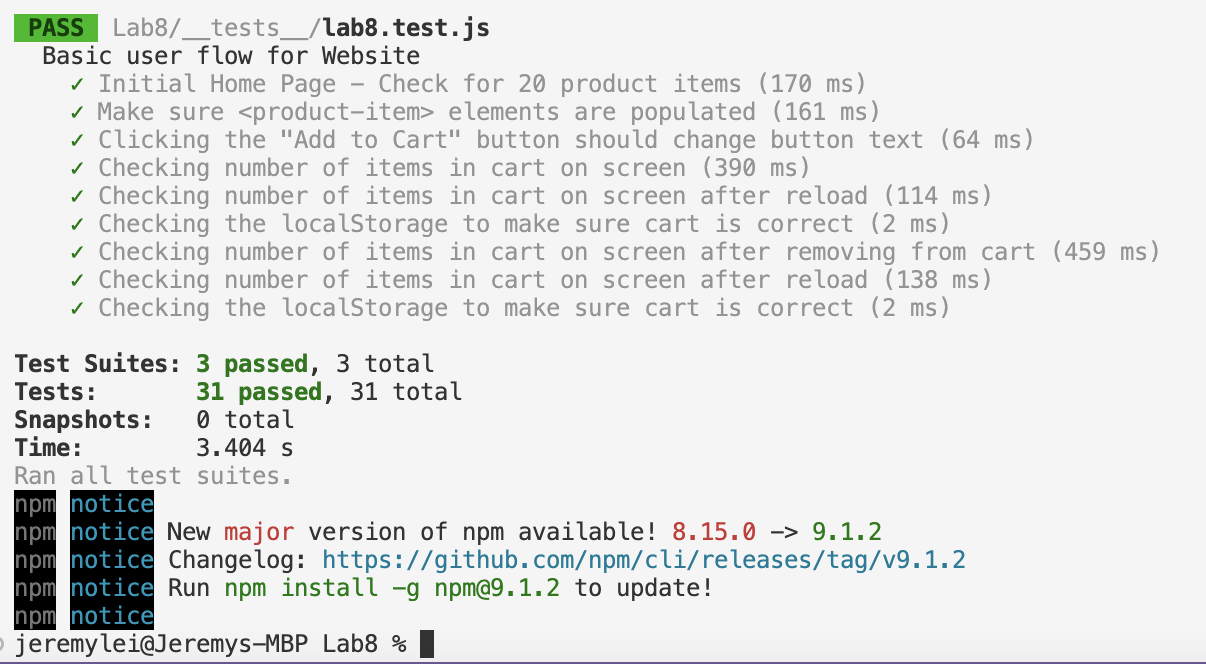 PASS Lab8/__tests__/lab8.test.js
Basic user flow for Website
✓ Initial Home Page – Check for 20 product items (170 ms)
✓ Make sure <product-item> elements are populated (161 ms)
✓ Clicking the "Add to Cart" button should change button text (64 ms)
✓ Checking number of items in cart on screen (390 ms)
✓ Checking number of items in cart on screen after reload (114 ms)
✓ Checking the localStorage to make sure cart is correct (2 ms)
✓ Checking number of items in cart on screen after removing from cart (459 ms)
✓ Checking number of items in cart on screen after reload (138 ms)
✓ Checking the localStorage to make sure cart is correct (2 ms)
Test Suites: 3 passed, 3 total
Tests: 31 passed, 31 total
Snapshots: 0 total
Time: 3.404 s
Ran all test suites.
npm notice
npm notice New major version of npm available! 8.15.0 -> 9.1.2
npm notice Changelog: https://github.com/npm/cli/releases/tag/v9.1.2
npm notice Run npm install -g npm@9.1.2 to update!
npm notice
jeremylei@Jeremys-MBP Lab8 %